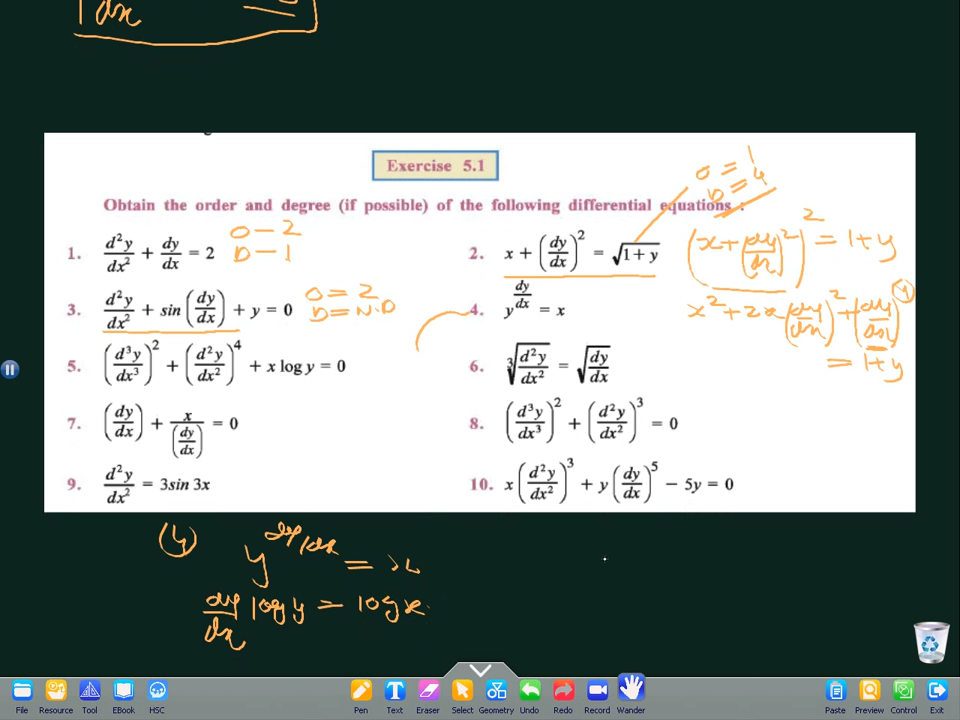 dx
Exercise 5.1
Obtain the order and degree (if possible) of the following differential equations :
1. d²y/dx² + dy/dx = 2
O - 2
D - 1
2. x + (dy/dx)² = √(1 + y)
O = 1
D = 4
(x + (dy/dx)²)² = 1+y
x² + 2x (dy/dx)² + (dy/dx)⁴
= 1+y
3. d²y/dx² + sin (dy/dx) + y = 0
O = 2
D = N.D
4. y^(dy/dx) = x
5. (d³y/dx³)² + (d²y/dx²)⁴ + x log y = 0
6. ∛(d²y/dx²) = √(dy/dx)
7. (dy/dx) + x/(dy/dx) = 0
8. (d³y/dx³)² + (d²y/dx²)³ = 0
9. d²y/dx² = 3sin 3x
10. x (d²y/dx²)³ + y (dy/dx)⁵ − 5y = 0
(4) y^(dy/dx) = x
dy/dx log y = log x
File Resource Tool EBook HSC Pen Text Eraser Select Geometry Undo Redo Record Wander Paste Preview Control Exit